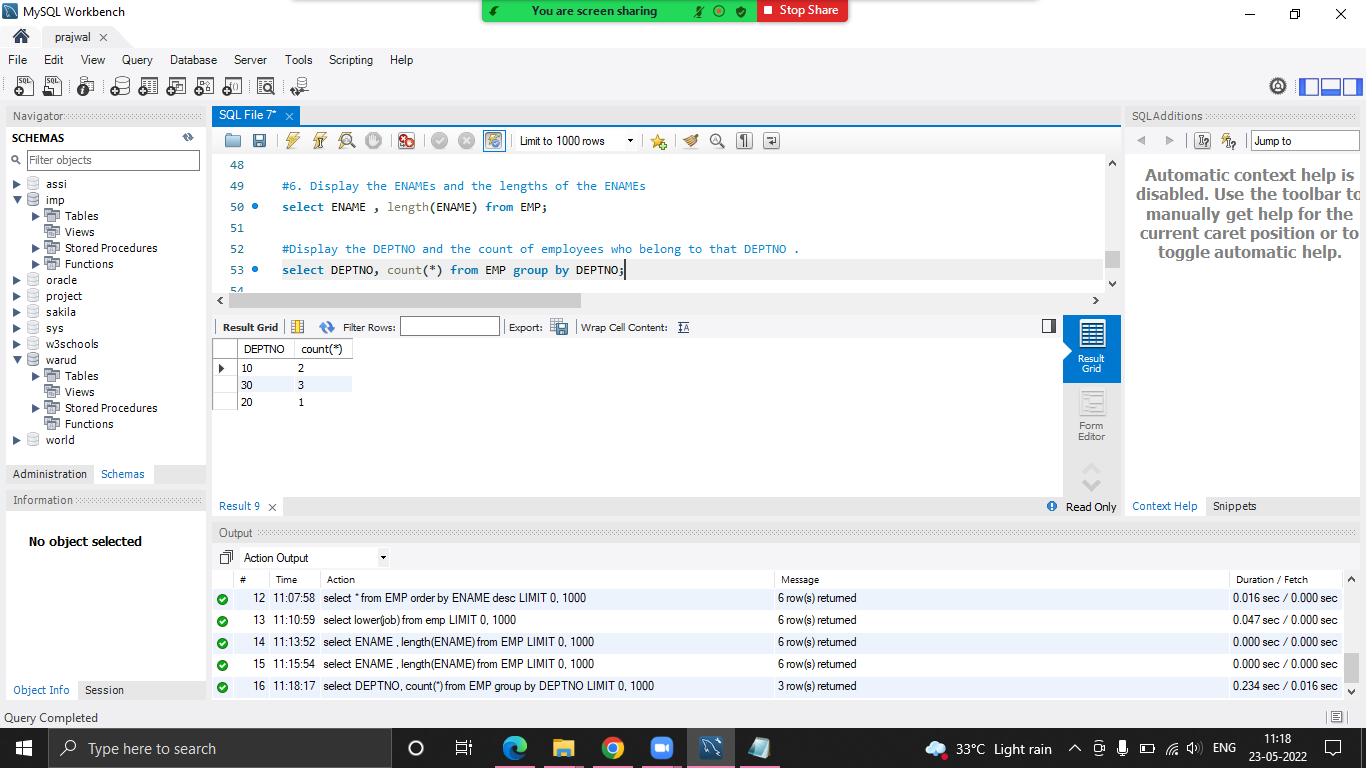 MySQL Workbench
You are screen sharing
Stop Share
prajwal
File Edit View Query Database Server Tools Scripting Help
Navigator
SCHEMAS
Filter objects
assi
imp
Tables
Views
Stored Procedures
Functions
oracle
project
sakila
sys
w3schools
warud
Tables
Views
Stored Procedures
Functions
world
Administration Schemas
Information
No object selected
Object Info Session
SQL File 7*
Limit to 1000 rows
48
49 #6. Display the ENAMEs and the lengths of the ENAMEs
50 select ENAME , length(ENAME) from EMP;
51
52 #Display the DEPTNO and the count of employees who belong to that DEPTNO .
53 select DEPTNO, count(*) from EMP group by DEPTNO;
54
Result Grid Filter Rows: Export: Wrap Cell Content:
DEPTNO count(*)
10 2
30 3
20 1
Result Grid
Form Editor
Result 9
Read Only
SQLAdditions
Jump to
Automatic context help is
disabled. Use the toolbar to
manually get help for the
current caret position or to
toggle automatic help.
Context Help Snippets
Output
Action Output
# Time Action Message Duration / Fetch
12 11:07:58 select * from EMP order by ENAME desc LIMIT 0, 1000 6 row(s) returned 0.016 sec / 0.000 sec
13 11:10:59 select lower(job) from emp LIMIT 0, 1000 6 row(s) returned 0.047 sec / 0.000 sec
14 11:13:52 select ENAME , length(ENAME) from EMP LIMIT 0, 1000 6 row(s) returned 0.000 sec / 0.000 sec
15 11:15:54 select ENAME , length(ENAME) from EMP LIMIT 0, 1000 6 row(s) returned 0.000 sec / 0.000 sec
16 11:18:17 select DEPTNO, count(*) from EMP group by DEPTNO LIMIT 0, 1000 3 row(s) returned 0.234 sec / 0.016 sec
Query Completed
Type here to search
33°C Light rain
ENG
11:18
23-05-2022